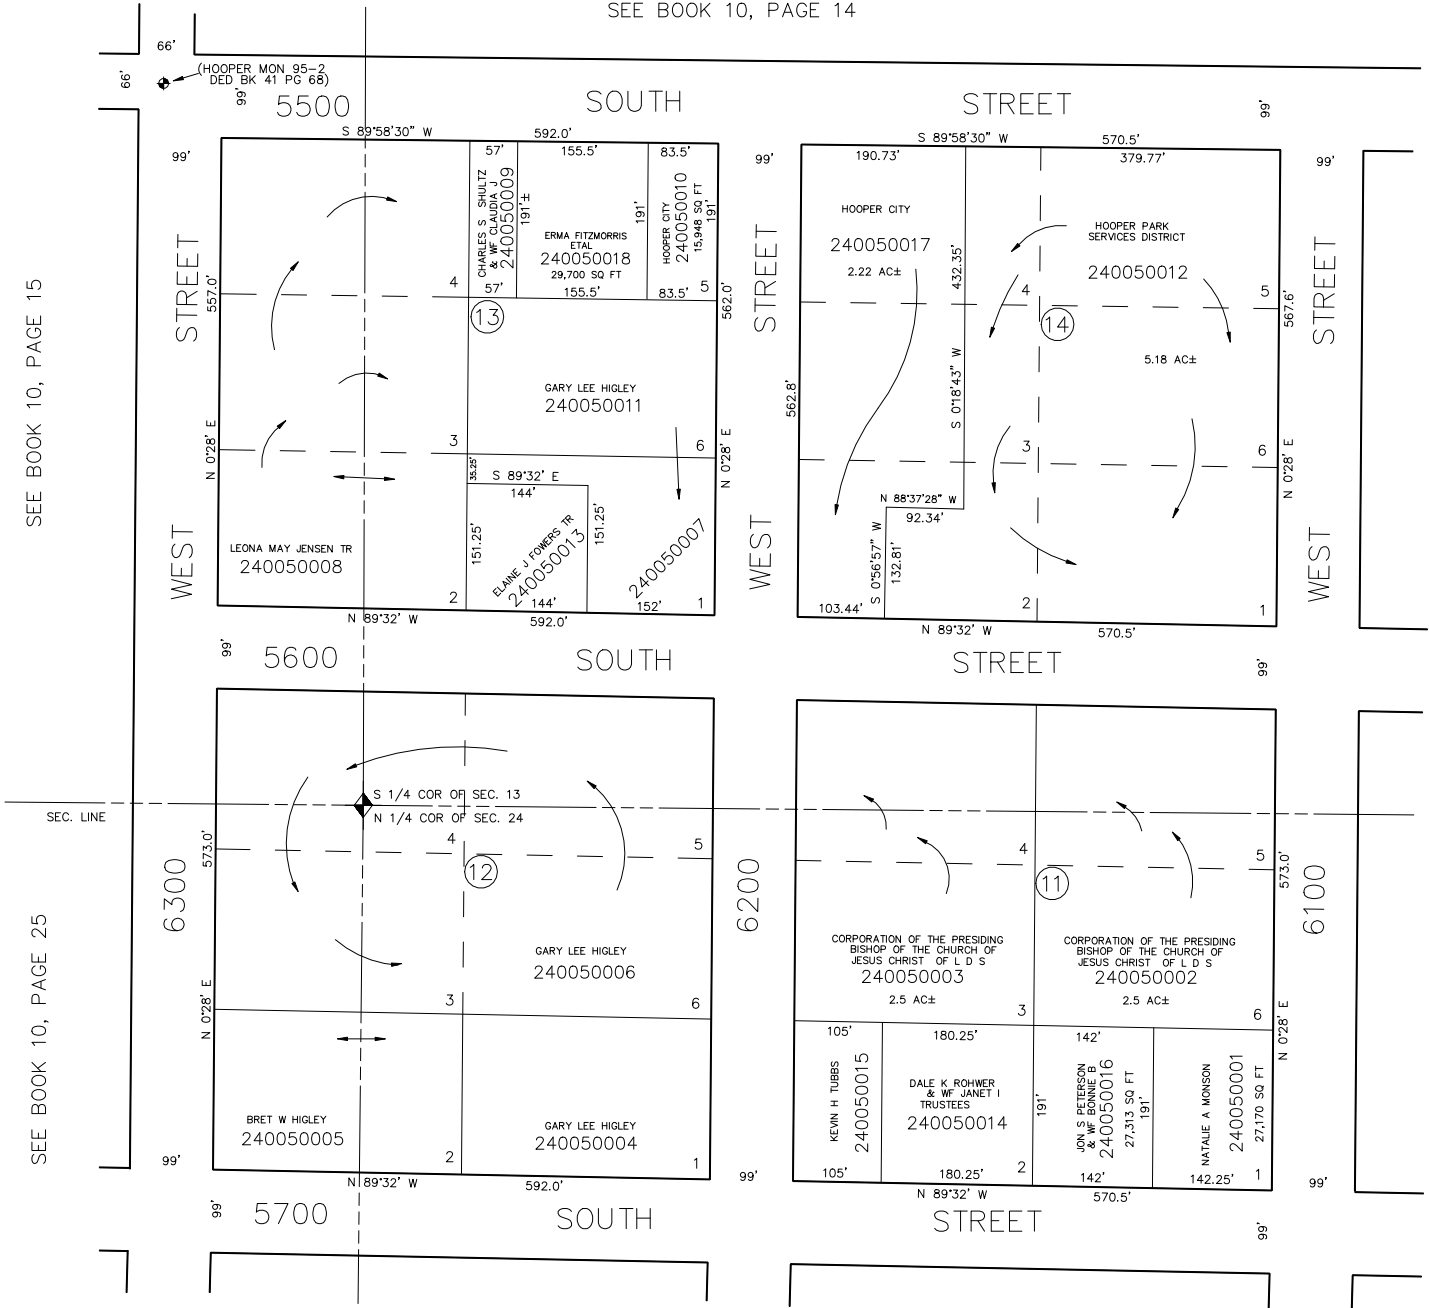 SEE BOOK 10, PAGE 14
66'
66'
(HOOPER MON 95-2
DED BK 41 PG 68)
99'
5500
SOUTH
STREET
99'
99'
S 89°58'30" W
592.0'
99'
S 89°58'30" W
570.5'
99'
57'
155.5'
83.5'
190.73'
379.77'
CHARLES S SHULTZ
& WF CLAUDIA J
240050009
191'±
ERMA FITZMORRIS
ETAL
240050018
29,700 SQ FT
191'
HOOPER CITY
240050010
15,948 SQ FT
191'
HOOPER CITY
240050017
2.22 AC±
432.35'
HOOPER PARK
SERVICES DISTRICT
240050012
STREET
STREET
STREET
557.0'
4
57'
155.5'
83.5'
5
562.0'
4
5
567.6'
13
14
5.18 AC±
SEE BOOK 10, PAGE 15
GARY LEE HIGLEY
240050011
562.8'
S 0°18'43" W
N 0°28' E
3
6
N 0°28' E
3
6
N 0°28' E
35.25'
S 89°32' E
144'
N 88°37'28" W
92.34'
WEST
WEST
WEST
LEONA MAY JENSEN TR
240050008
151.25'
ELAINE J FOWERS TR
240050013
151.25'
240050007
S 0°56'57" W
132.81'
2
144'
152'
1
103.44'
2
1
N 89°32' W
592.0'
N 89°32' W
570.5'
99'
5600
SOUTH
STREET
99'
S 1/4 COR OF SEC. 13
N 1/4 COR OF SEC. 24
SEC. LINE
573.0'
4
5
4
5
573.0'
12
11
6300
6200
6100
SEE BOOK 10, PAGE 25
GARY LEE HIGLEY
240050006
CORPORATION OF THE PRESIDING
BISHOP OF THE CHURCH OF
JESUS CHRIST OF L D S
240050003
2.5 AC±
CORPORATION OF THE PRESIDING
BISHOP OF THE CHURCH OF
JESUS CHRIST OF L D S
240050002
2.5 AC±
N 0°28' E
3
6
3
6
N 0°28' E
105'
180.25'
142'
KEVIN H TUBBS
240050015
DALE K ROHWER
& WF JANET I
TRUSTEES
240050014
191'
JON S PETERSON
& WF BONNIE B
240050016
27,313 SQ FT
191'
NATALIE A MONSON
240050001
27,170 SQ FT
BRET W HIGLEY
240050005
GARY LEE HIGLEY
240050004
99'
2
1
99'
105'
180.25'
2
142'
142.25'
1
99'
N 89°32' W
592.0'
N 89°32' W
570.5'
99'
5700
SOUTH
STREET
99'